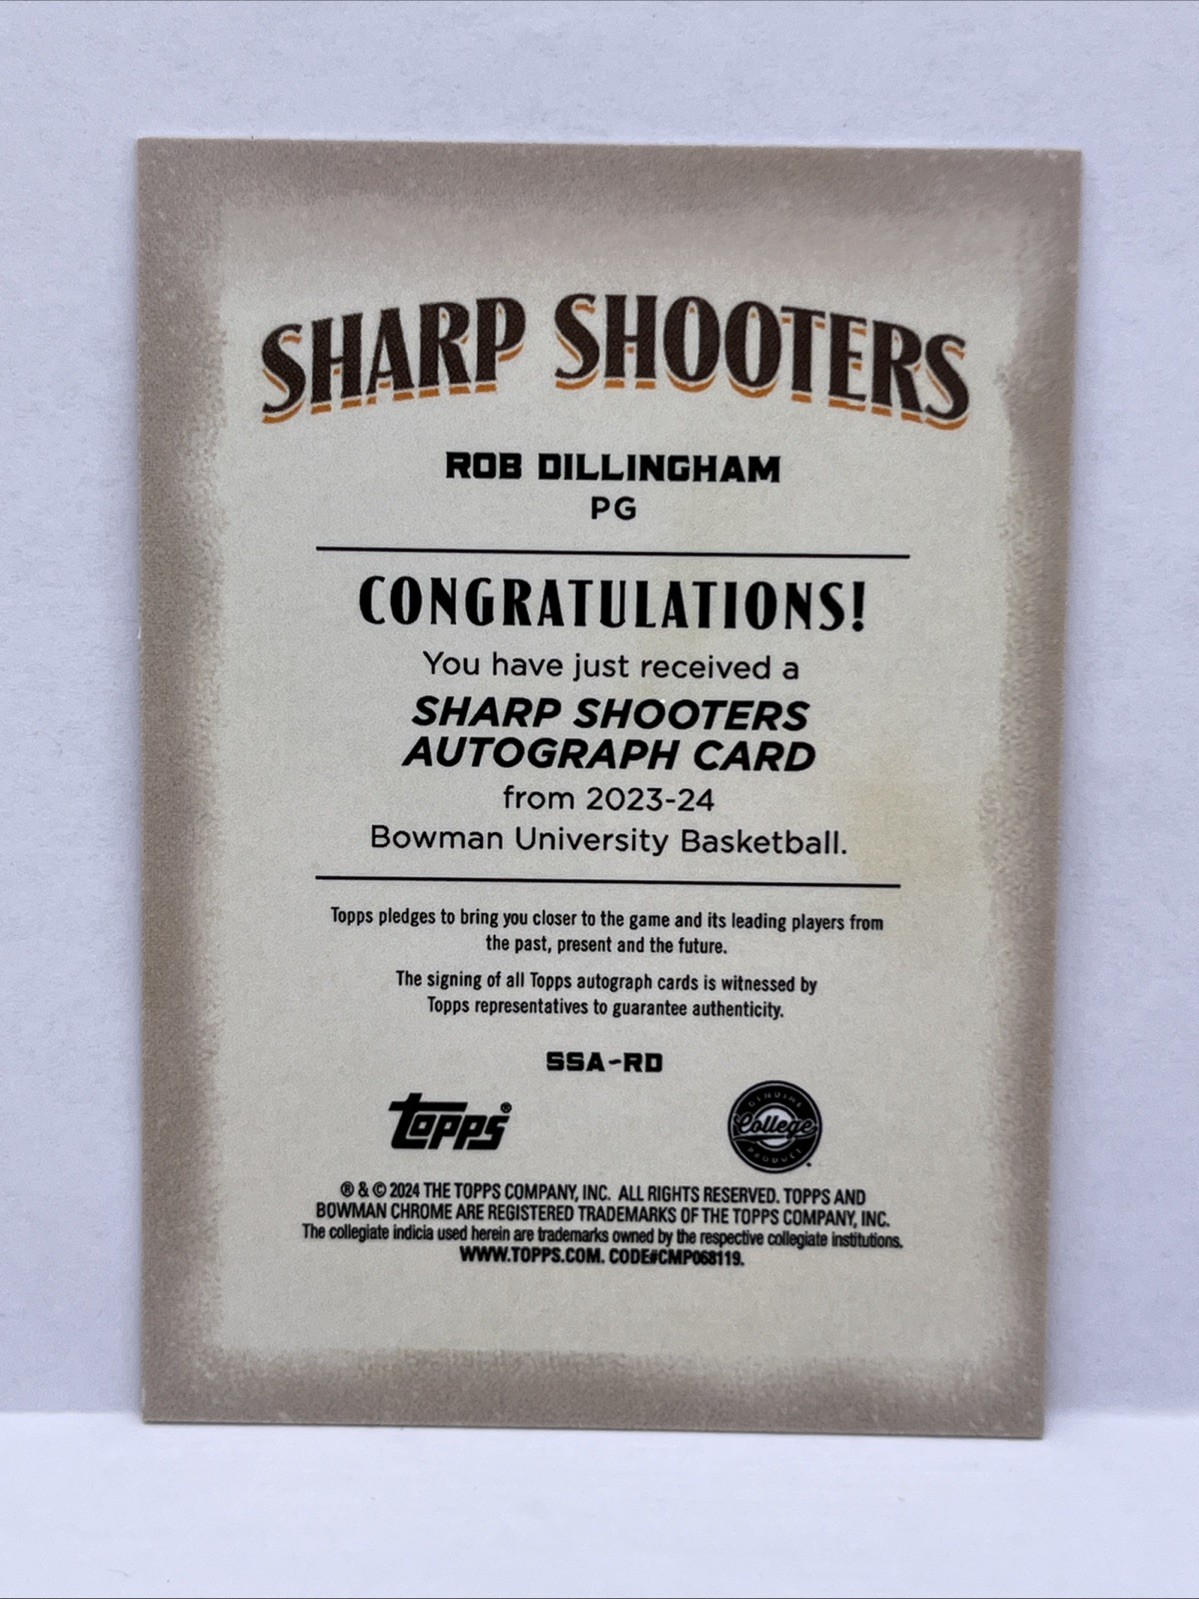 SHARP SHOOTERS
ROB DILLINGHAM
PG
CONGRATULATIONS!
You have just received a
SHARP SHOOTERS
AUTOGRAPH CARD
from 2023-24
Bowman University Basketball.
Topps pledges to bring you closer to the game and its leading players from
the past, present and the future.
The signing of all Topps autograph cards is witnessed by
Topps representatives to guarantee authenticity.
SSA-RD
Topps®
GENUINE
College
PRODUCT
® & © 2024 THE TOPPS COMPANY, INC. ALL RIGHTS RESERVED. TOPPS AND
BOWMAN CHROME ARE REGISTERED TRADEMARKS OF THE TOPPS COMPANY, INC.
The collegiate indicia used herein are trademarks owned by the respective collegiate institutions.
WWW.TOPPS.COM. CODE#CMP068119.